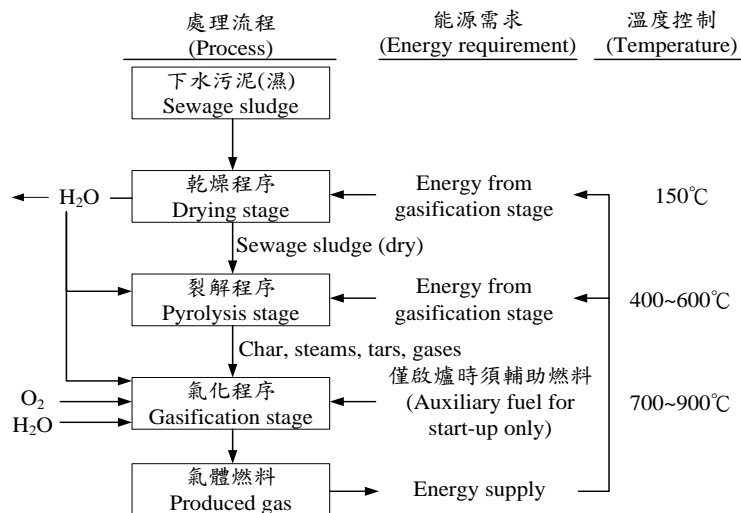 處理流程
(Process)
能源需求
(Energy requirement)
溫度控制
(Temperature)
下水污泥(濕)
Sewage sludge
H₂O
乾燥程序
Drying stage
Energy from
gasification stage
150℃
Sewage sludge (dry)
裂解程序
Pyrolysis stage
Energy from
gasification stage
400~600℃
Char, steams, tars, gases
O₂
H₂O
氣化程序
Gasification stage
僅啟爐時須輔助燃料
(Auxiliary fuel for
start-up only)
700~900℃
氣體燃料
Produced gas
Energy supply